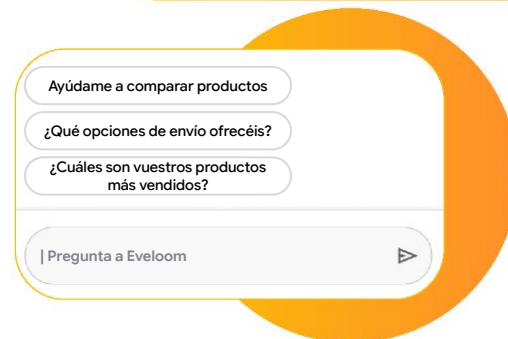 Ayúdame a comparar productos
¿Qué opciones de envío ofrecéis?
¿Cuáles son vuestros productos
más vendidos?
| Pregunta a Eveloom